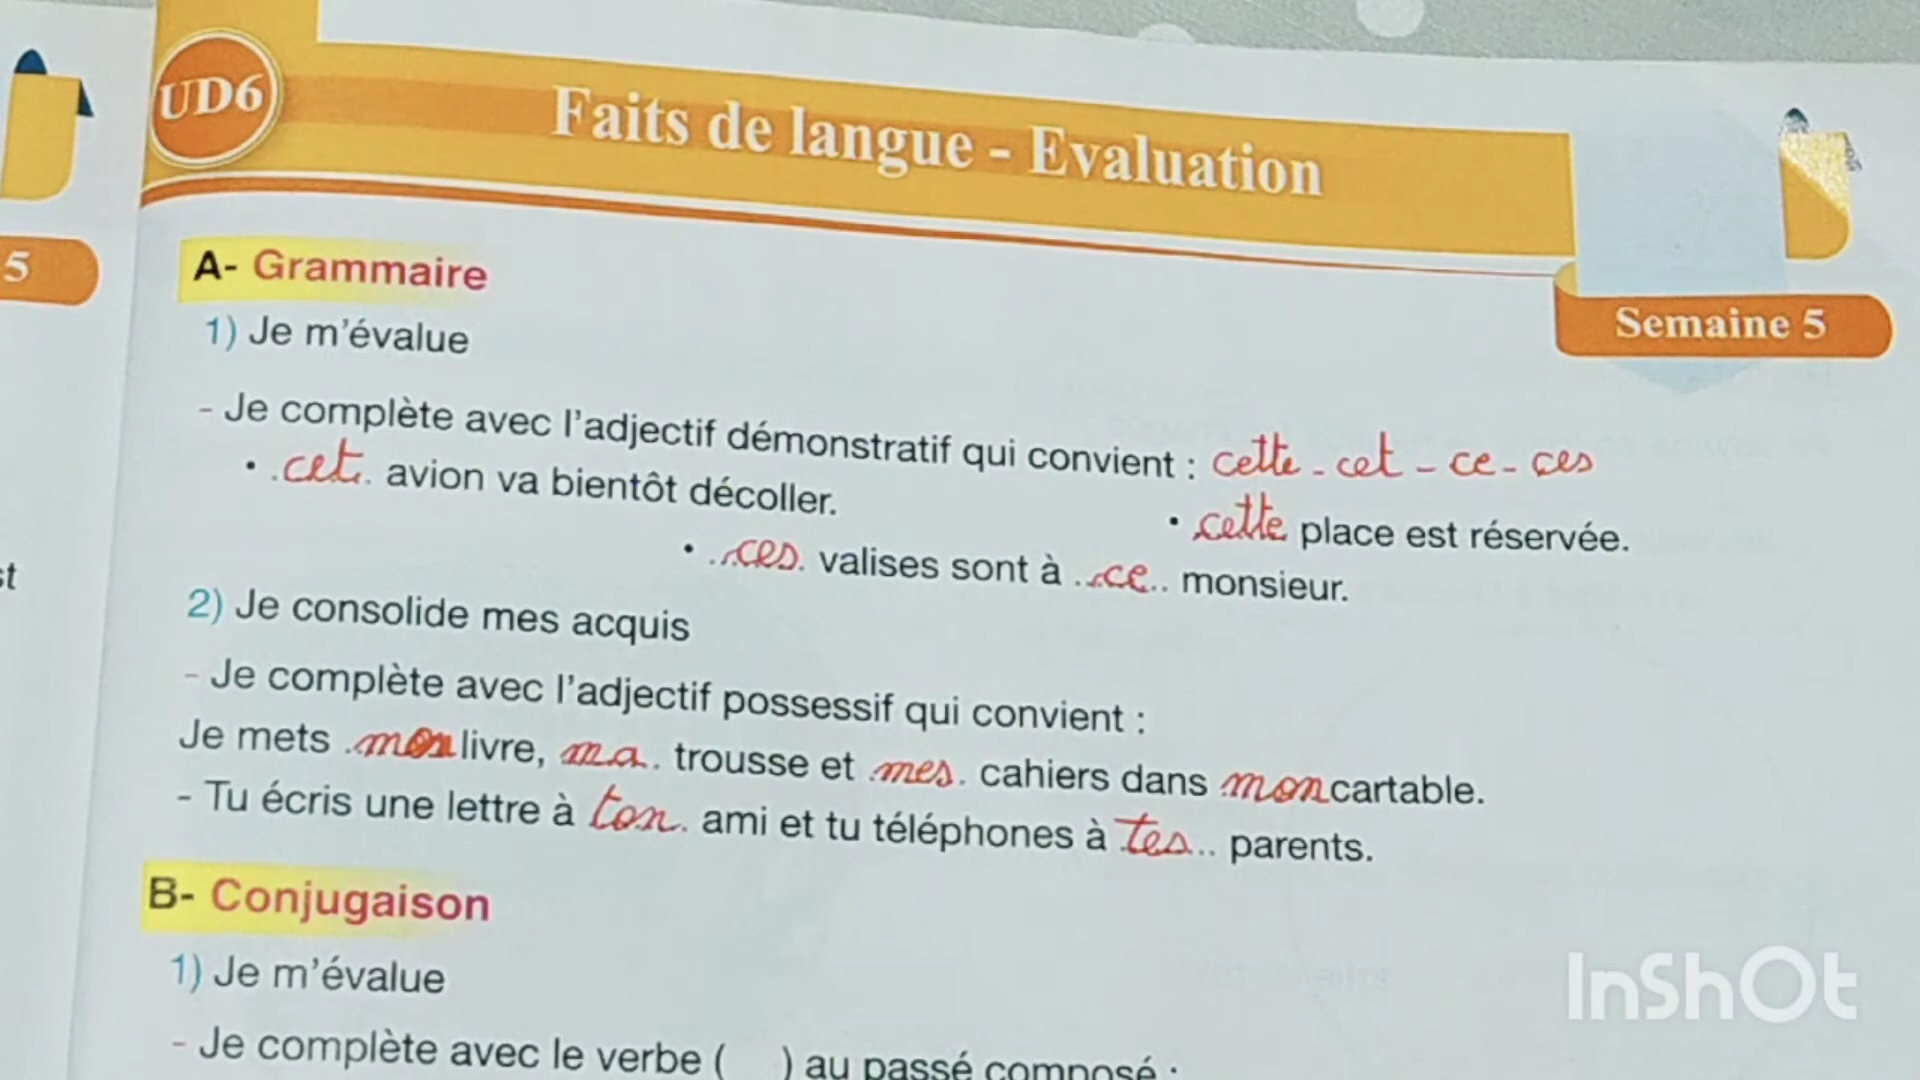 UD6
Faits de langue - Evaluation
5
Semaine 5
A- Grammaire
1) Je m'évalue
- Je complète avec l'adjectif démonstratif qui convient : cette - cet - ce - ces
• .cet. avion va bientôt décoller.
• cette place est réservée.
• ..ces. valises sont à ..ce.. monsieur.
st
2) Je consolide mes acquis
- Je complète avec l'adjectif possessif qui convient :
Je mets .mon livre, ma. trousse et .mes. cahiers dans mon cartable.
- Tu écris une lettre à ton. ami et tu téléphones à tes.. parents.
B- Conjugaison
1) Je m'évalue
- Je complète avec le verbe ( ) au passé composé :
InShOt